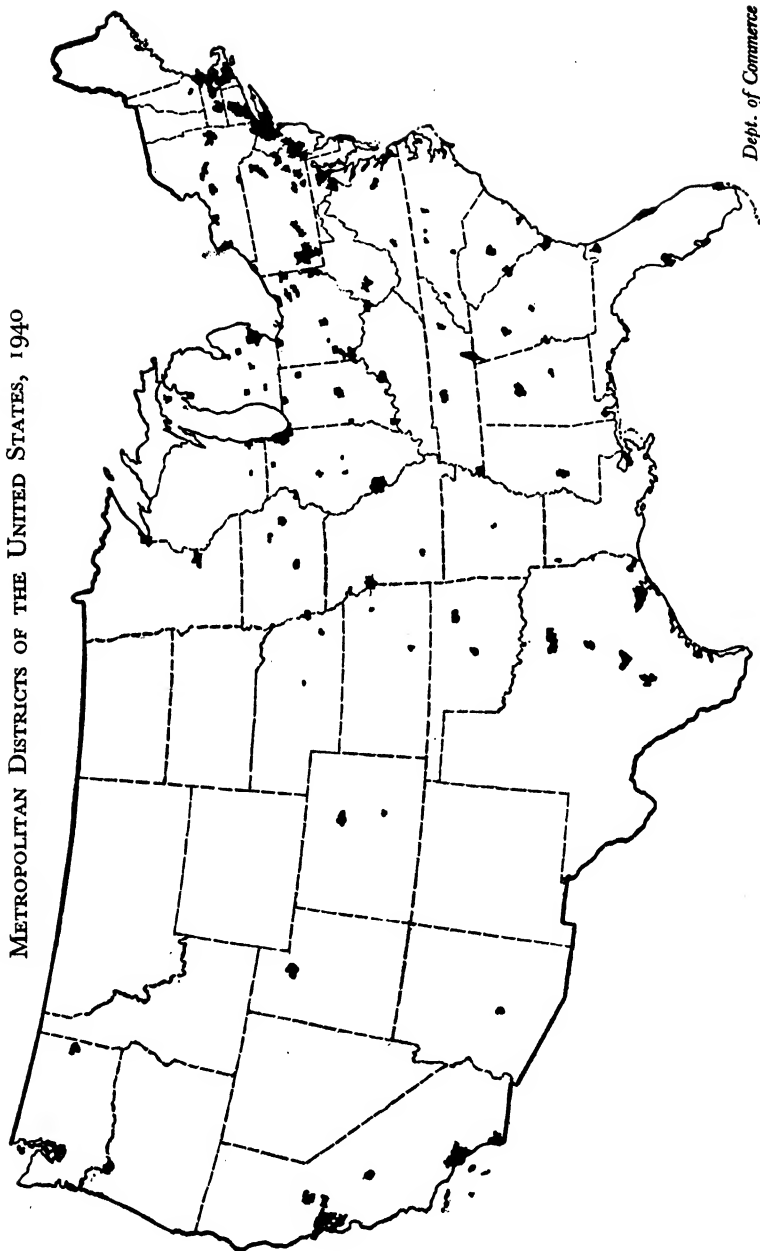 METROPOLITAN DISTRICTS OF THE UNITED STATES, 1940
Dept. of Commerce